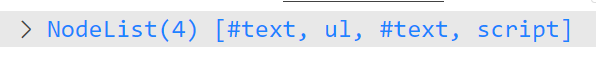 > NodeList(4) [#text, ul, #text, script]